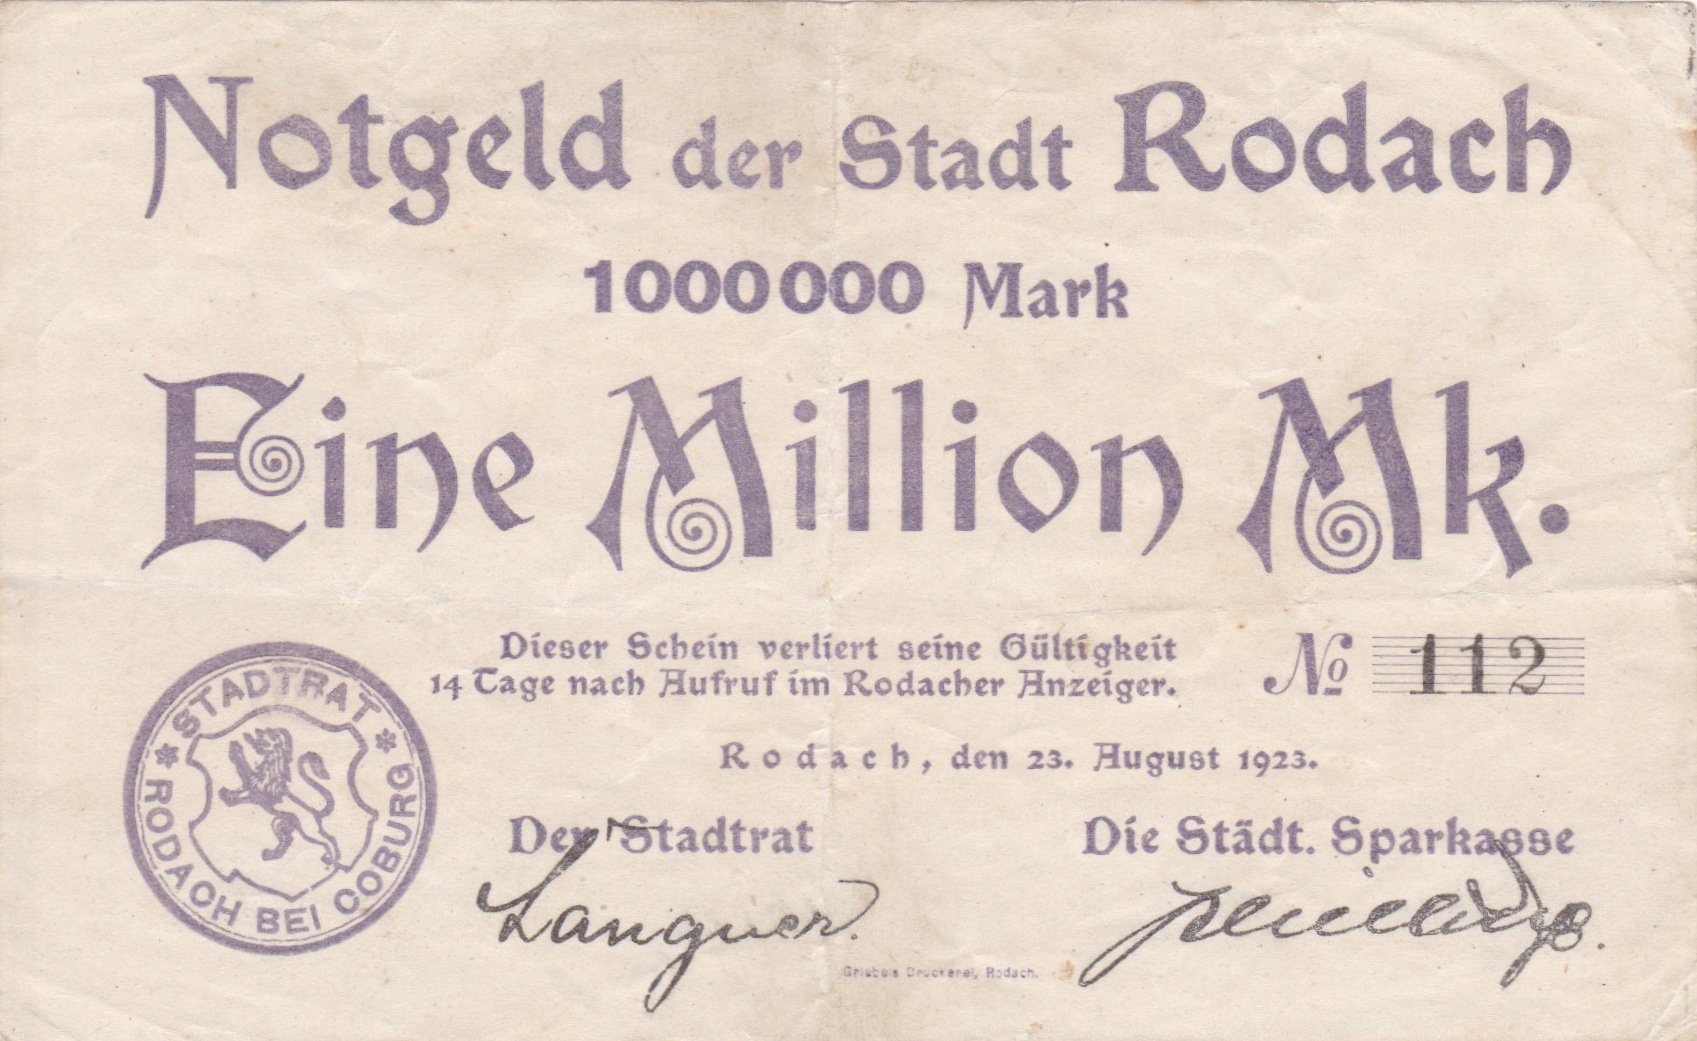 Notgeld der Stadt Rodach
1000000 Mark
Eine Million Mk.
Dieser Schein verliert seine Gültigkeit
14 Tage nach Aufruf im Rodacher Anzeiger.
№ 112
Rodach, den 23. August 1923.
STADTRAT
* RODACH BEI COBURG *
Der Stadtrat
Die Städt. Sparkasse
Langner.
Griebels Druckerei, Rodach.